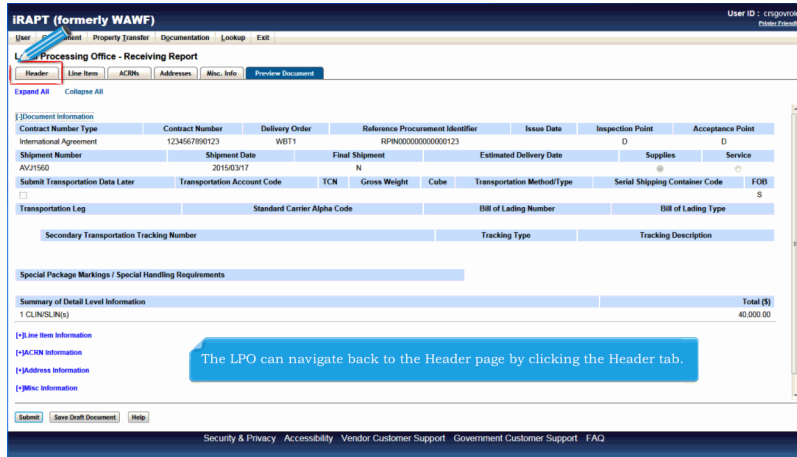 iRAPT (formerly WAWF)
User ID : crsgovrol
Printer Friendl
User Document Property Transfer Documentation Lookup Exit
Processing Office - Receiving Report
Header Line Item ACRNs Addresses Misc. Info Preview Document
Expand All Collapse All
[-]Document Information
Contract Number Type Contract Number Delivery Order Reference Procurement Identifier Issue Date Inspection Point Acceptance Point
International Agreement 1234567890123 WBT1 RPIN000000000000123 D D
Shipment Number Shipment Date Final Shipment Estimated Delivery Date Supplies Service
AVJ1560 2015/03/17 N
Submit Transportation Data Later Transportation Account Code TCN Gross Weight Cube Transportation Method/Type Serial Shipping Container Code FOB
S
Transportation Leg Standard Carrier Alpha Code Bill of Lading Number Bill of Lading Type
Secondary Transportation Tracking Number Tracking Type Tracking Description
Special Package Markings / Special Handling Requirements
Summary of Detail Level Information Total ($)
1 CLIN/SLIN(s) 40,000.00
[+]Line Item Information
[+]ACRN Information
[+]Address Information
[+]Misc Information
The LPO can navigate back to the Header page by clicking the Header tab.
Submit Save Draft Document Help
Security & Privacy Accessibility Vendor Customer Support Government Customer Support FAQ